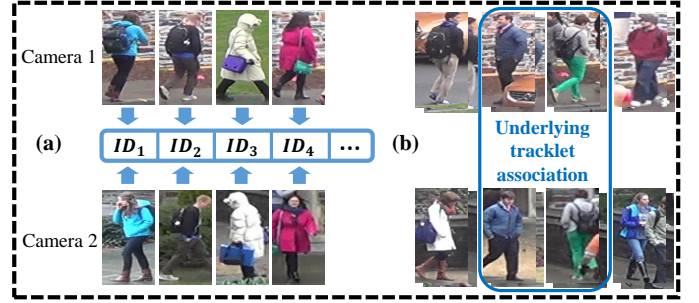 Camera 1
(a)
ID1 ID2 ID3 ID4 ...
Camera 2
(b)
Underlying
tracklet
association